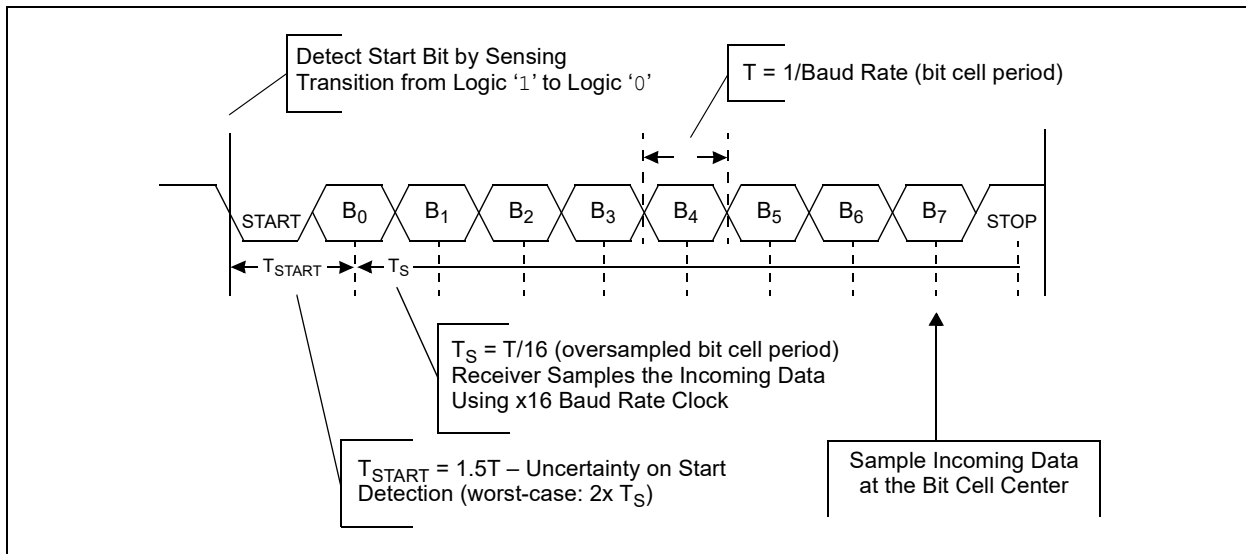 Detect Start Bit by Sensing
Transition from Logic ‘1’ to Logic ‘0’
T = 1/Baud Rate (bit cell period)
START B0 B1 B2 B3 B4 B5 B6 B7 STOP
TSTART TS
TS = T/16 (oversampled bit cell period)
Receiver Samples the Incoming Data
Using x16 Baud Rate Clock
TSTART = 1.5T – Uncertainty on Start
Detection (worst-case: 2x TS)
Sample Incoming Data
at the Bit Cell Center